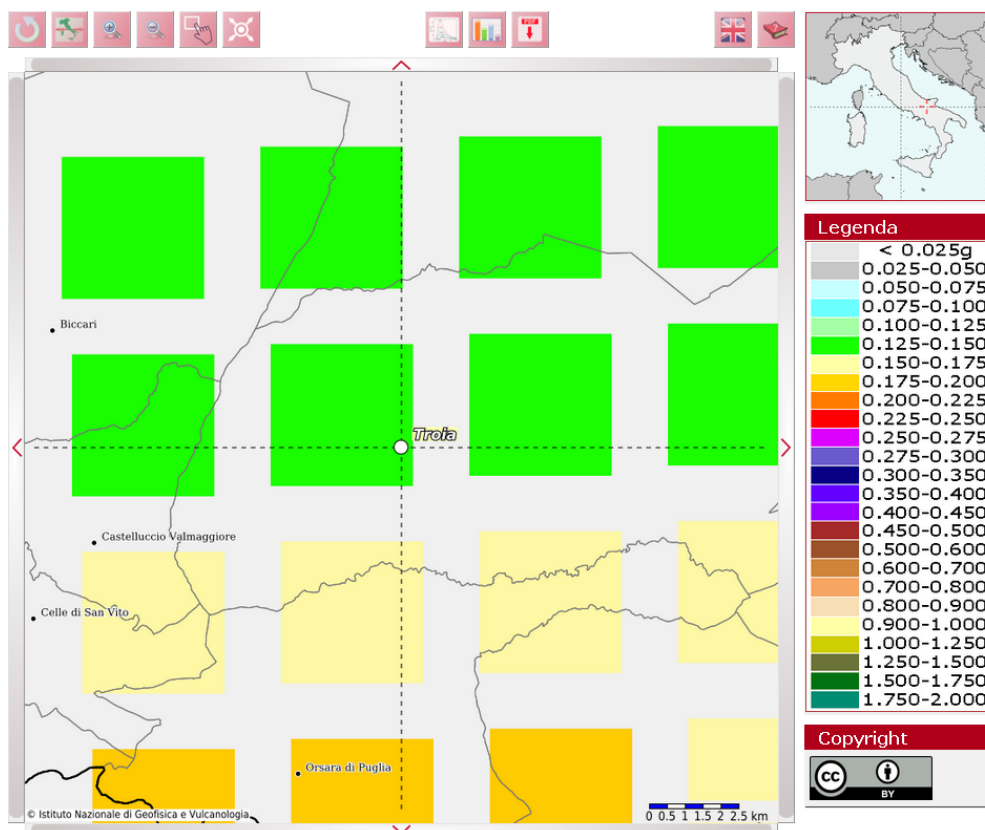 PDF
?
Biccari
Troia
Castelluccio Valmaggiore
Celle di San Vito
Orsara di Puglia
© Istituto Nazionale di Geofisica e Vulcanologia
0 0.5 1 1.5 2 2.5 km
Legenda
< 0.025g
0.025-0.050
0.050-0.075
0.075-0.100
0.100-0.125
0.125-0.150
0.150-0.175
0.175-0.200
0.200-0.225
0.225-0.250
0.250-0.275
0.275-0.300
0.300-0.350
0.350-0.400
0.400-0.450
0.450-0.500
0.500-0.600
0.600-0.700
0.700-0.800
0.800-0.900
0.900-1.000
1.000-1.250
1.250-1.500
1.500-1.750
1.750-2.000
Copyright
cc
BY